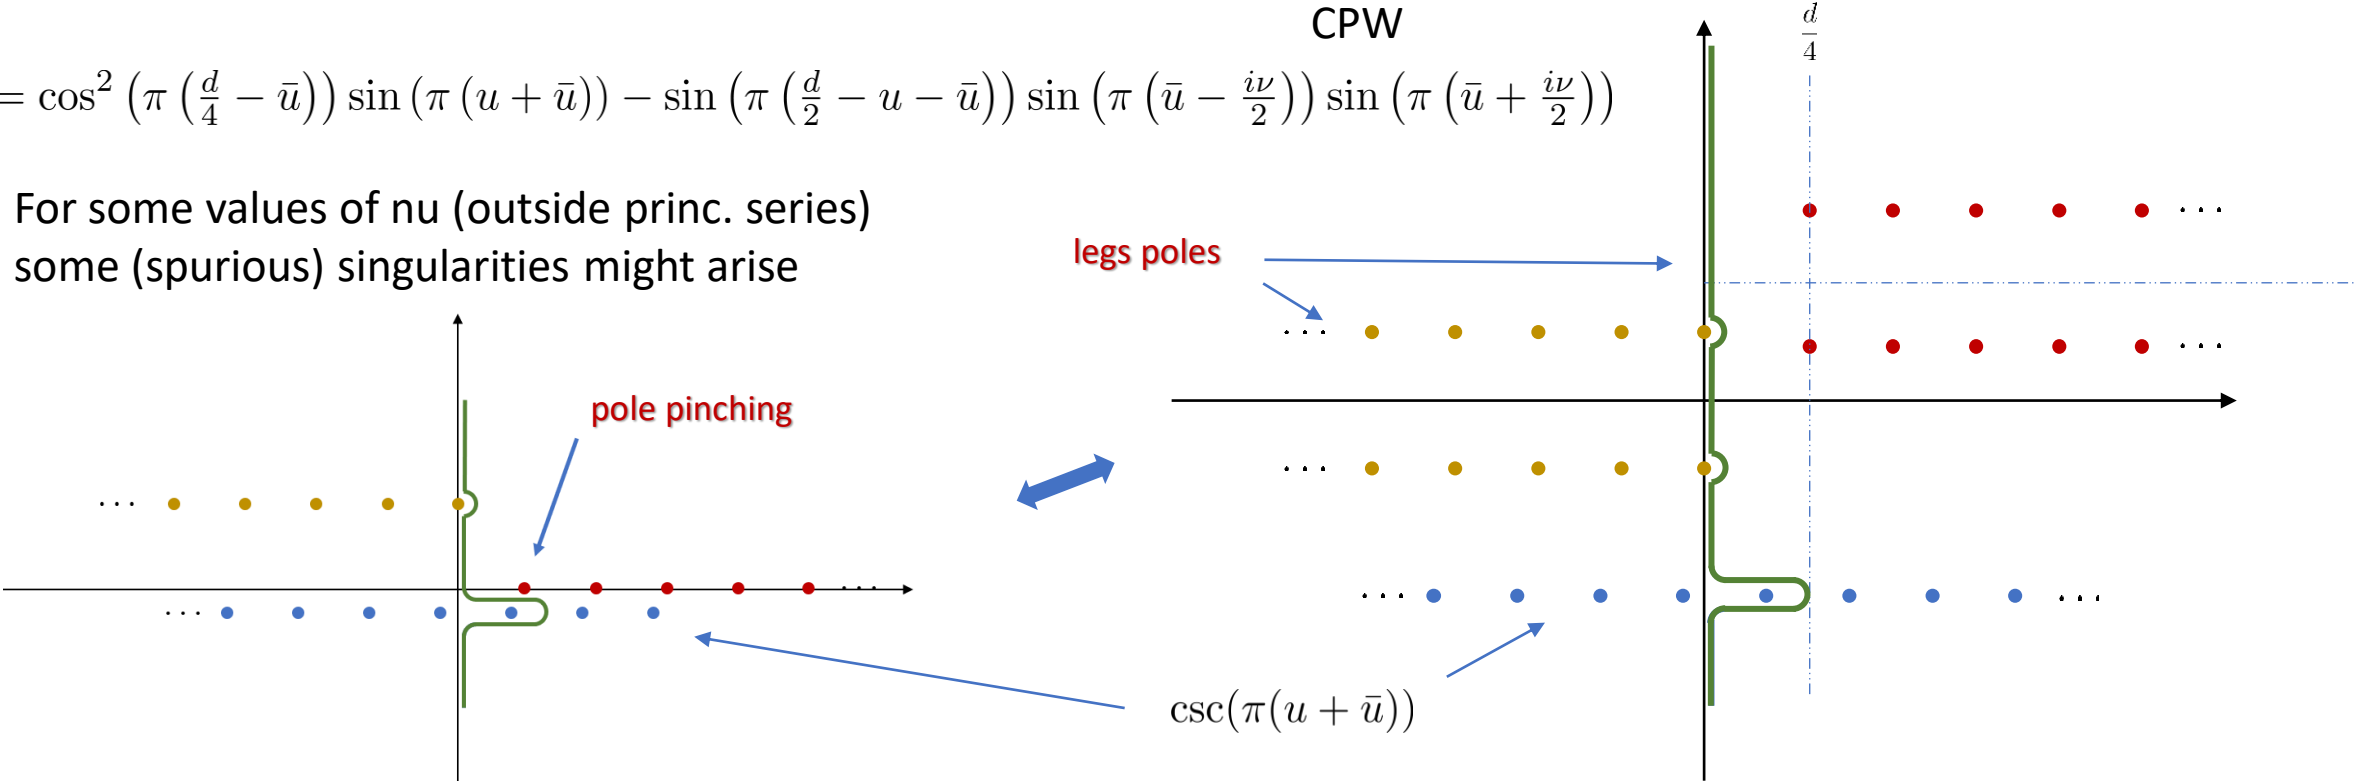 CPW
d/4
= cos² (π (d/4 − ū)) sin (π (u + ū)) − sin (π (d/2 − u − ū)) sin (π (ū − iν/2)) sin (π (ū + iν/2))
For some values of nu (outside princ. series)
some (spurious) singularities might arise
legs poles
pole pinching
csc(π(u + ū))